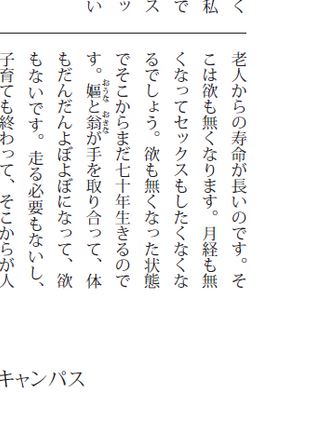 く
私
で
ス
ッ
い
老人からの寿命が長いのです。そ
こは欲も無くなります。月経も無
くなってセックスもしたくなくな
るでしょう。欲も無くなった状態
でそこからまだ七十年生きるので
す。嫗と翁が手を取り合って、体
もだんだんよぼよぼになって、欲
もないです。走る必要もないし、
子育ても終わって、そこからが人
キャンパス